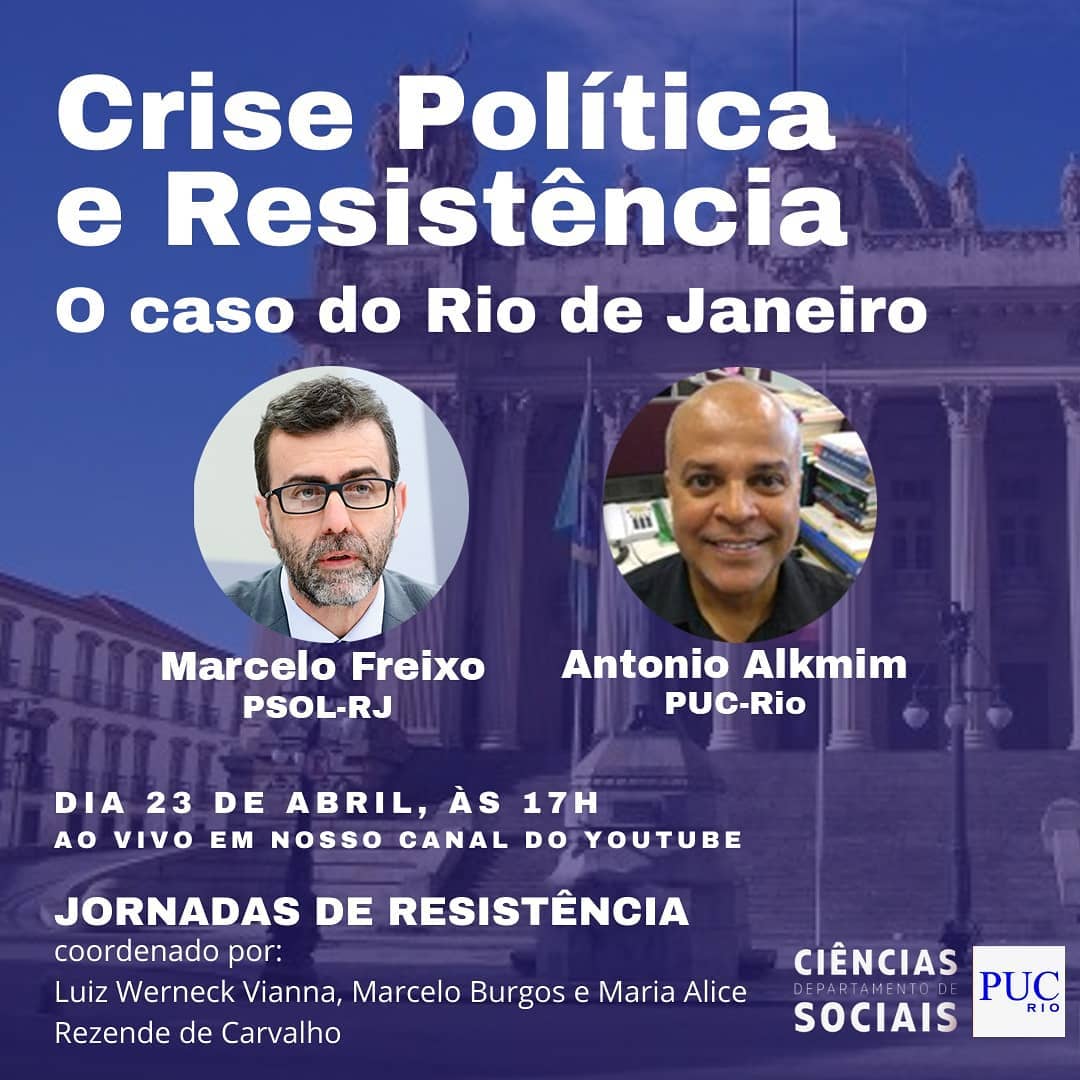 Crise Política
e Resistência
O caso do Rio de Janeiro
Marcelo Freixo
PSOL-RJ
Antonio Alkmim
PUC-Rio
DIA 23 DE ABRIL, ÀS 17H
AO VIVO EM NOSSO CANAL DO YOUTUBE
JORNADAS DE RESISTÊNCIA
coordenado por:
Luiz Werneck Vianna, Marcelo Burgos e Maria Alice
Rezende de Carvalho
CIÊNCIAS
DEPARTAMENTO DE
SOCIAIS
PUC
RIO